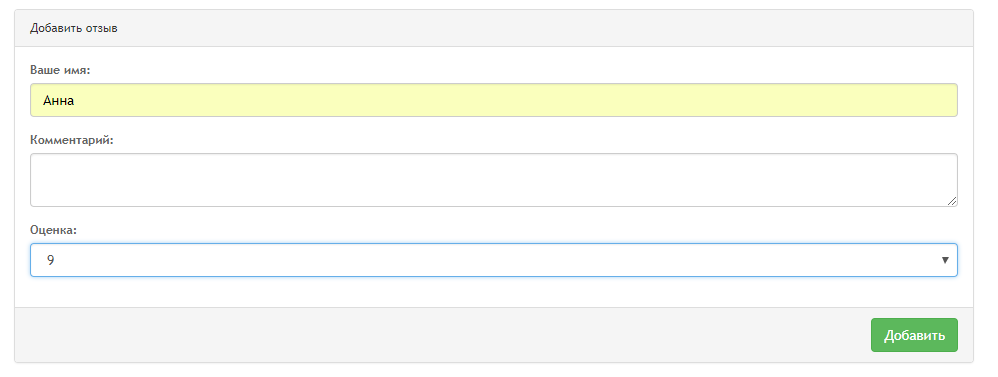 Добавить отзыв
Ваше имя:
Анна
Комментарий:
Оценка:
9
Добавить